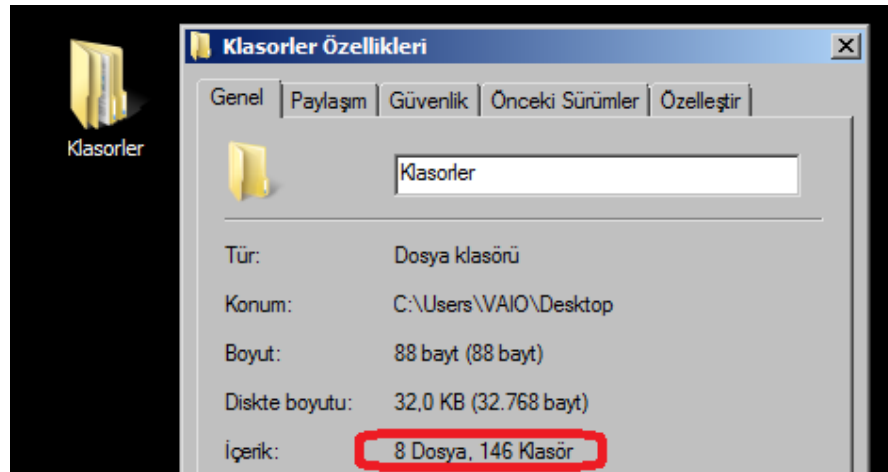 Klasorler
Klasorler Özellikleri
Genel Paylaşım Güvenlik Önceki Sürümler Özelleştir
Klasorler
Tür: Dosya klasörü
Konum: C:\Users\VAIO\Desktop
Boyut: 88 bayt (88 bayt)
Diskte boyutu: 32,0 KB (32.768 bayt)
İçerik: 8 Dosya, 146 Klasör